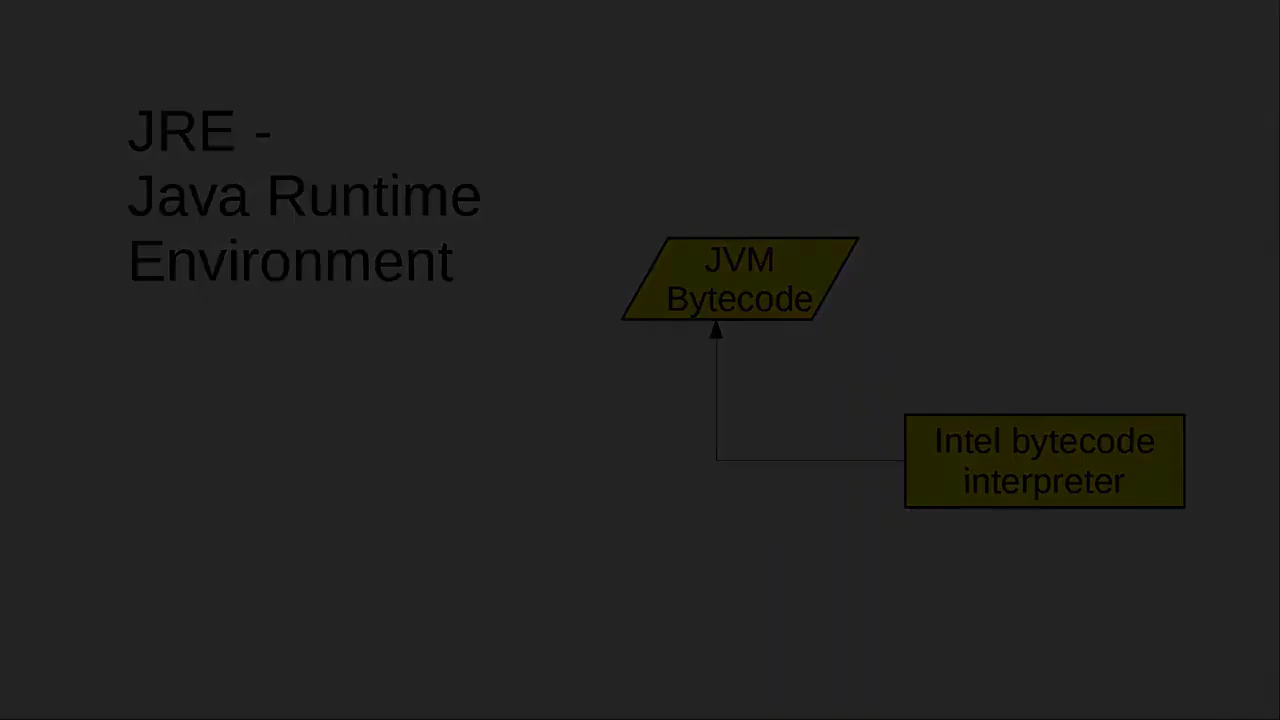 JRE -
Java Runtime
Environment
JVM
Bytecode
Intel bytecode
interpreter